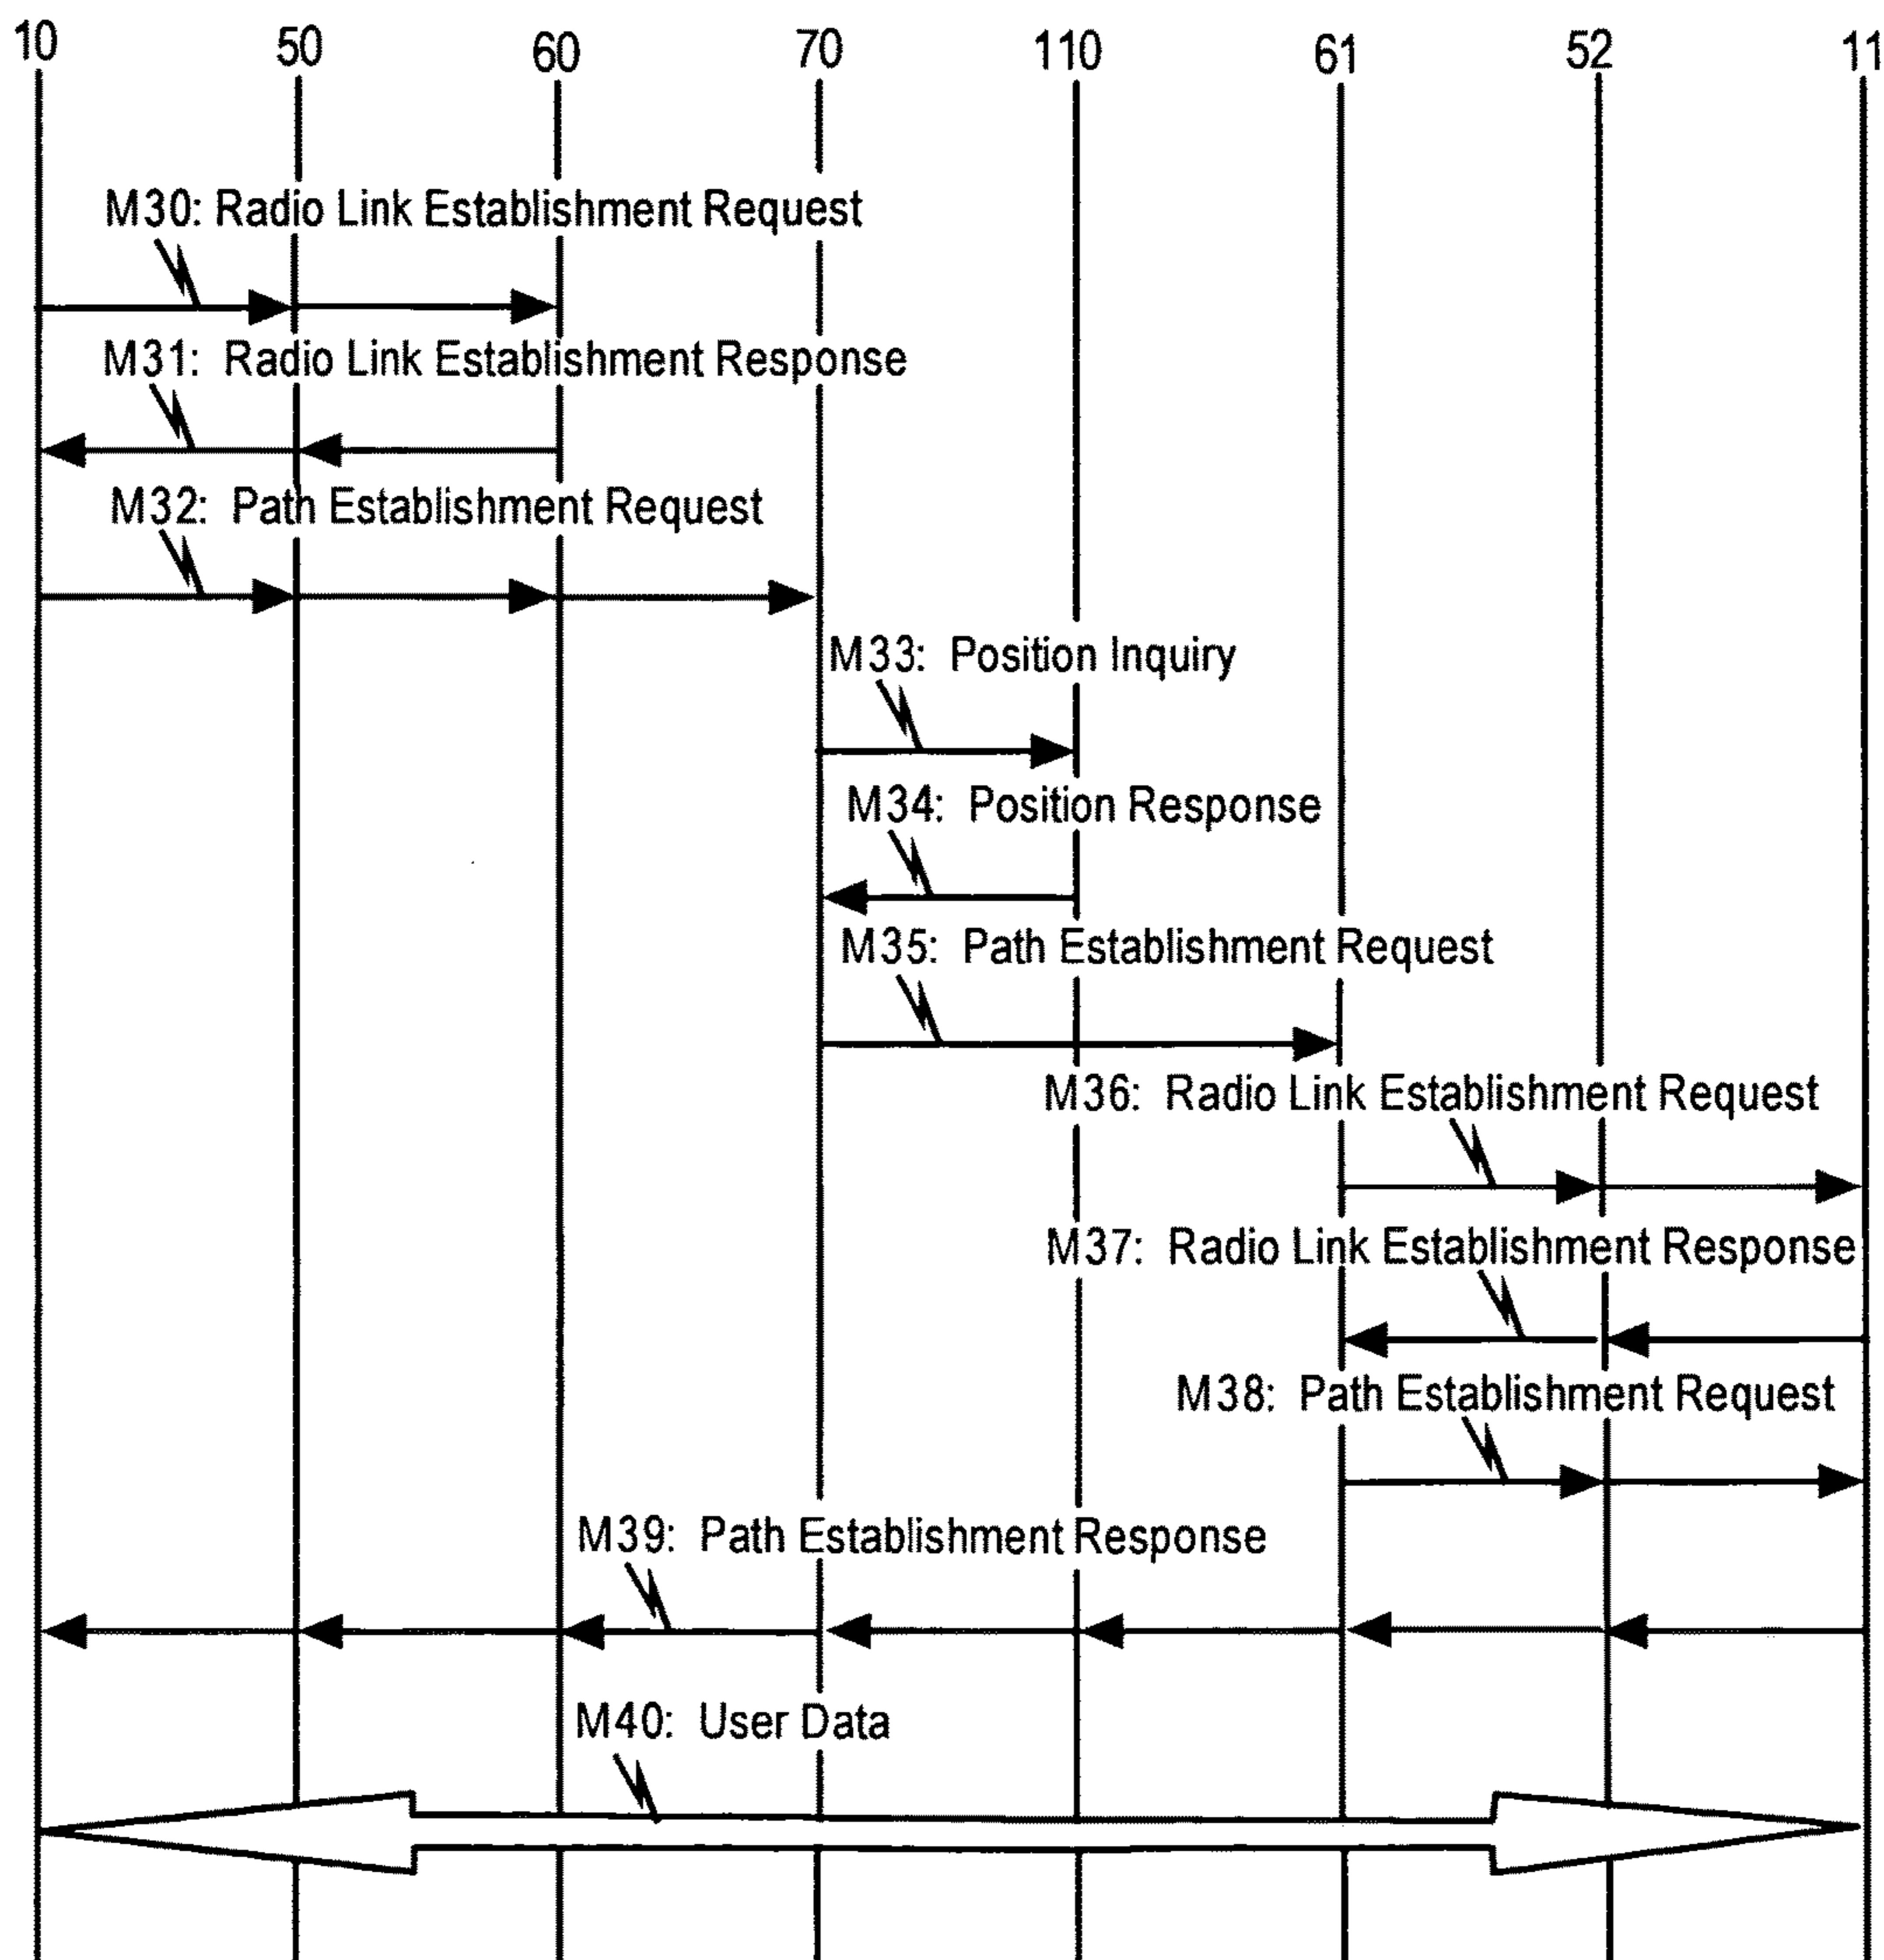 10 50 60 70 110 61 52 11
M30: Radio Link Establishment Request
M31: Radio Link Establishment Response
M32: Path Establishment Request
M33: Position Inquiry
M34: Position Response
M35: Path Establishment Request
M36: Radio Link Establishment Request
M37: Radio Link Establishment Response
M38: Path Establishment Request
M39: Path Establishment Response
M40: User Data